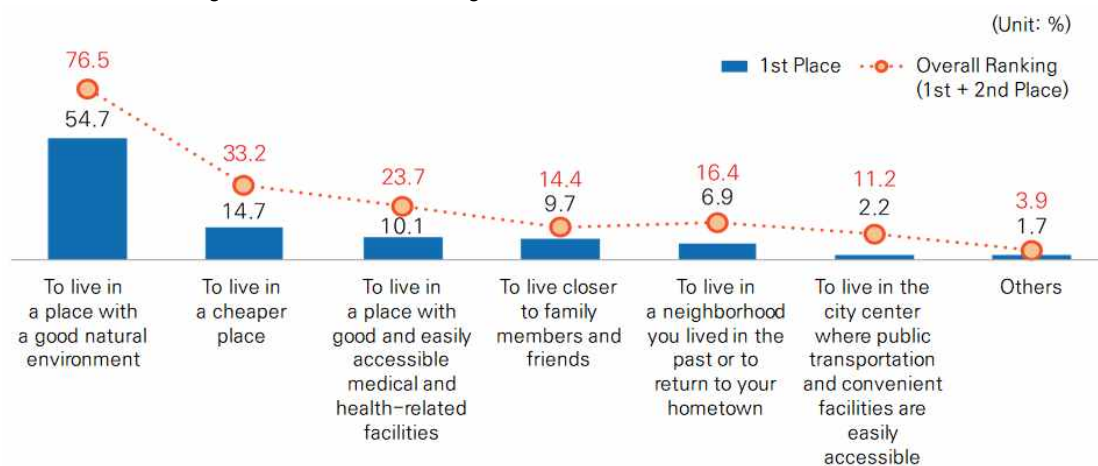 (Unit: %)
1st Place
Overall Ranking
(1st + 2nd Place)
76.5
54.7
33.2
14.7
23.7
10.1
14.4
9.7
16.4
6.9
11.2
2.2
3.9
1.7
To live in
a place with
a good natural
environment
To live in
a cheaper
place
To live in
a place with
good and easily
accessible
medical and
health-related
facilities
To live closer
to family
members and
friends
To live in
a neighborhood
you lived in the
past or to
return to your
hometown
To live in the
city center
where public
transportation
and convenient
facilities are
easily
accessible
Others